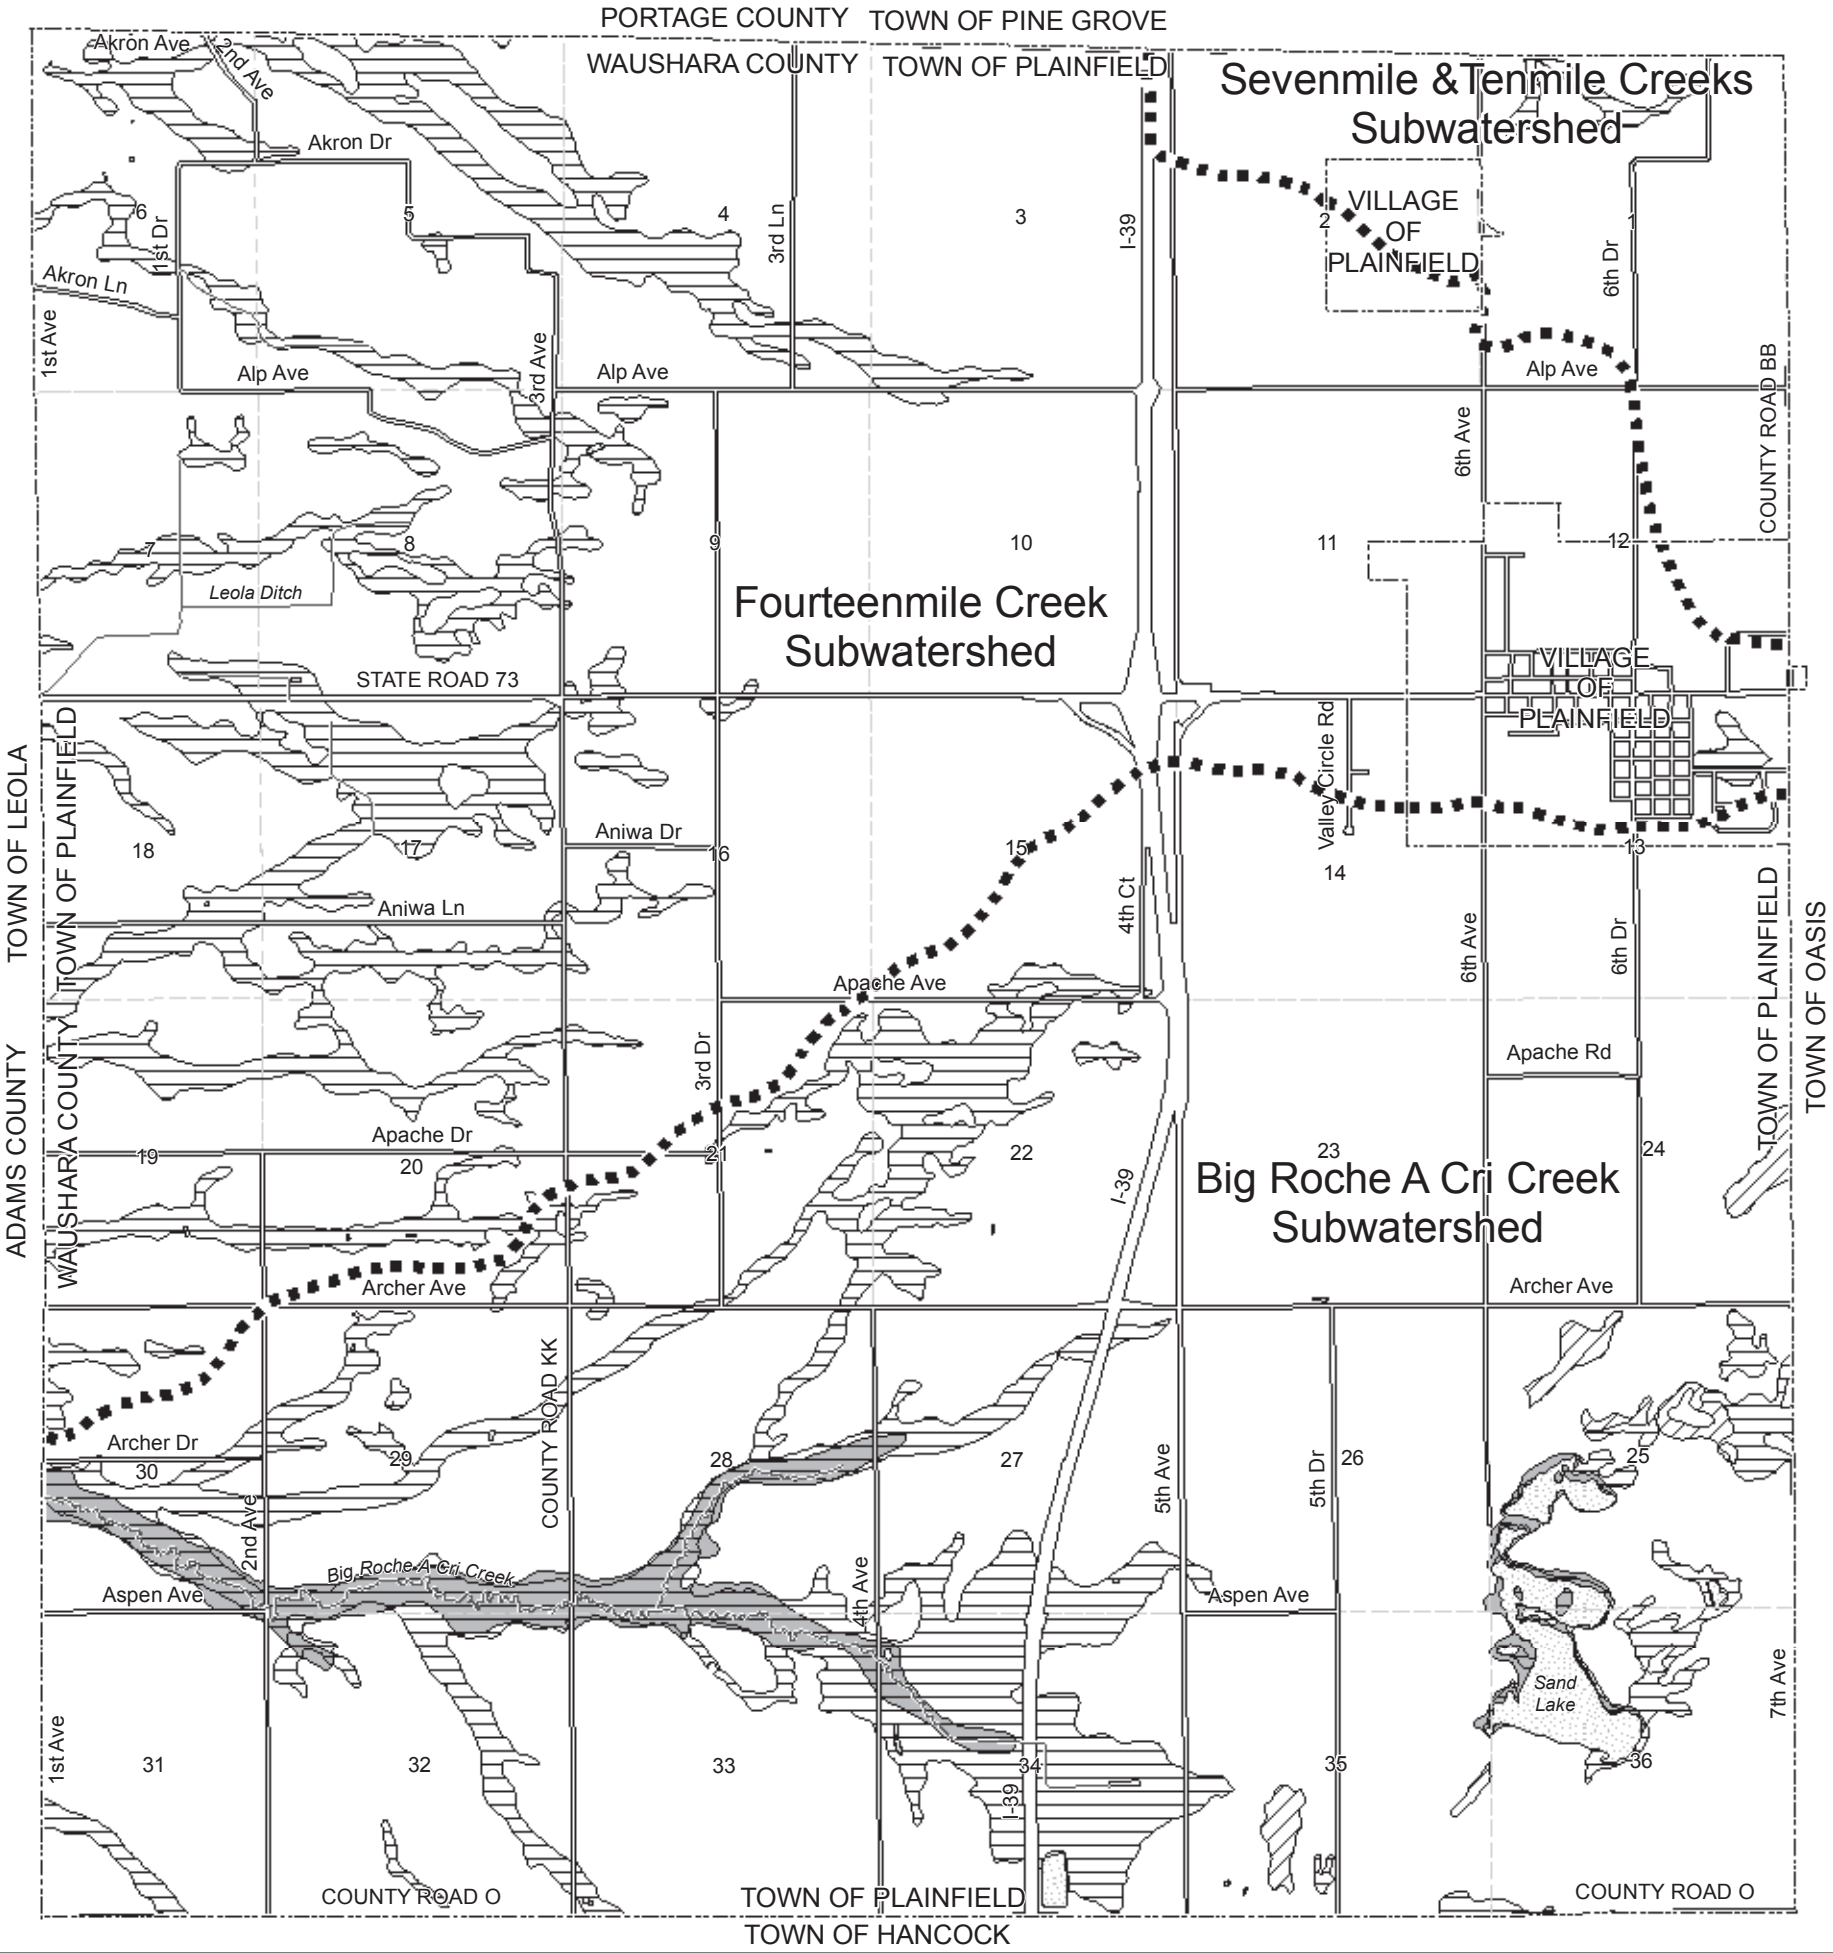 PORTAGE COUNTY TOWN OF PINE GROVE
WAUSHARA COUNTY TOWN OF PLAINFIELD
Sevenmile &Tenmile Creeks
Subwatershed
Akron Ave
2nd Ave
Akron Dr
6
1st Dr
5
4
3rd Ln
3
I-39
2
VILLAGE
OF
PLAINFIELD
1
6th Dr
Akron Ln
1st Ave
3rd Ave
Alp Ave
Alp Ave
Alp Ave
COUNTY ROAD BB
6th Ave
7
8
9
10
11
12
Leola Ditch
Fourteenmile Creek
Subwatershed
STATE ROAD 73
VILLAGE
OF
PLAINFIELD
Valley Circle Rd
TOWN OF LEOLA
TOWN OF PLAINFIELD
18
17
Aniwa Dr
16
15
14
13
Aniwa Ln
4th Ct
6th Ave
6th Dr
TOWN OF PLAINFIELD
TOWN OF OASIS
Apache Ave
3rd Dr
Apache Rd
ADAMS COUNTY
WAUSHARA COUNTY
Apache Dr
19
20
21
22
23
24
I-39
Big Roche A Cri Creek
Subwatershed
Archer Ave
Archer Ave
COUNTY ROAD KK
Archer Dr
30
29
28
27
5th Ave
5th Dr
26
25
2nd Ave
Big Roche A Cri Creek
4th Ave
Aspen Ave
Aspen Ave
Sand
Lake
7th Ave
1st Ave
31
32
33
34
35
36
I-39
COUNTY ROAD O
TOWN OF PLAINFIELD
COUNTY ROAD O
TOWN OF HANCOCK